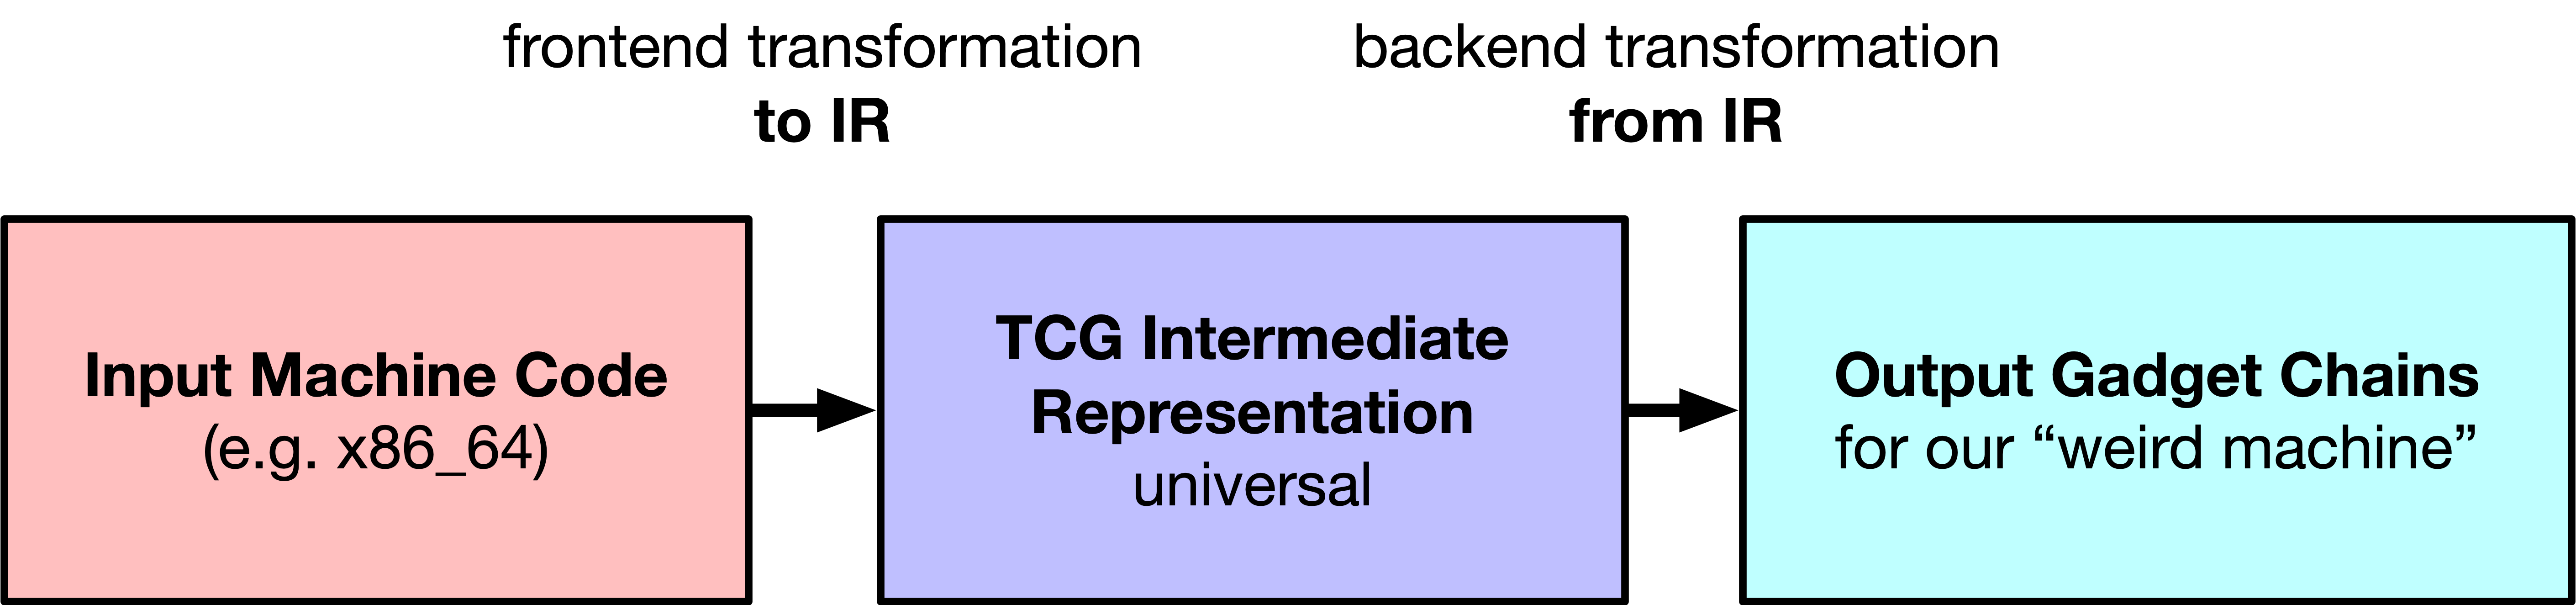 frontend transformation
to IR
backend transformation
from IR
Input Machine Code
(e.g. x86_64)
TCG Intermediate
Representation
universal
Output Gadget Chains
for our “weird machine”